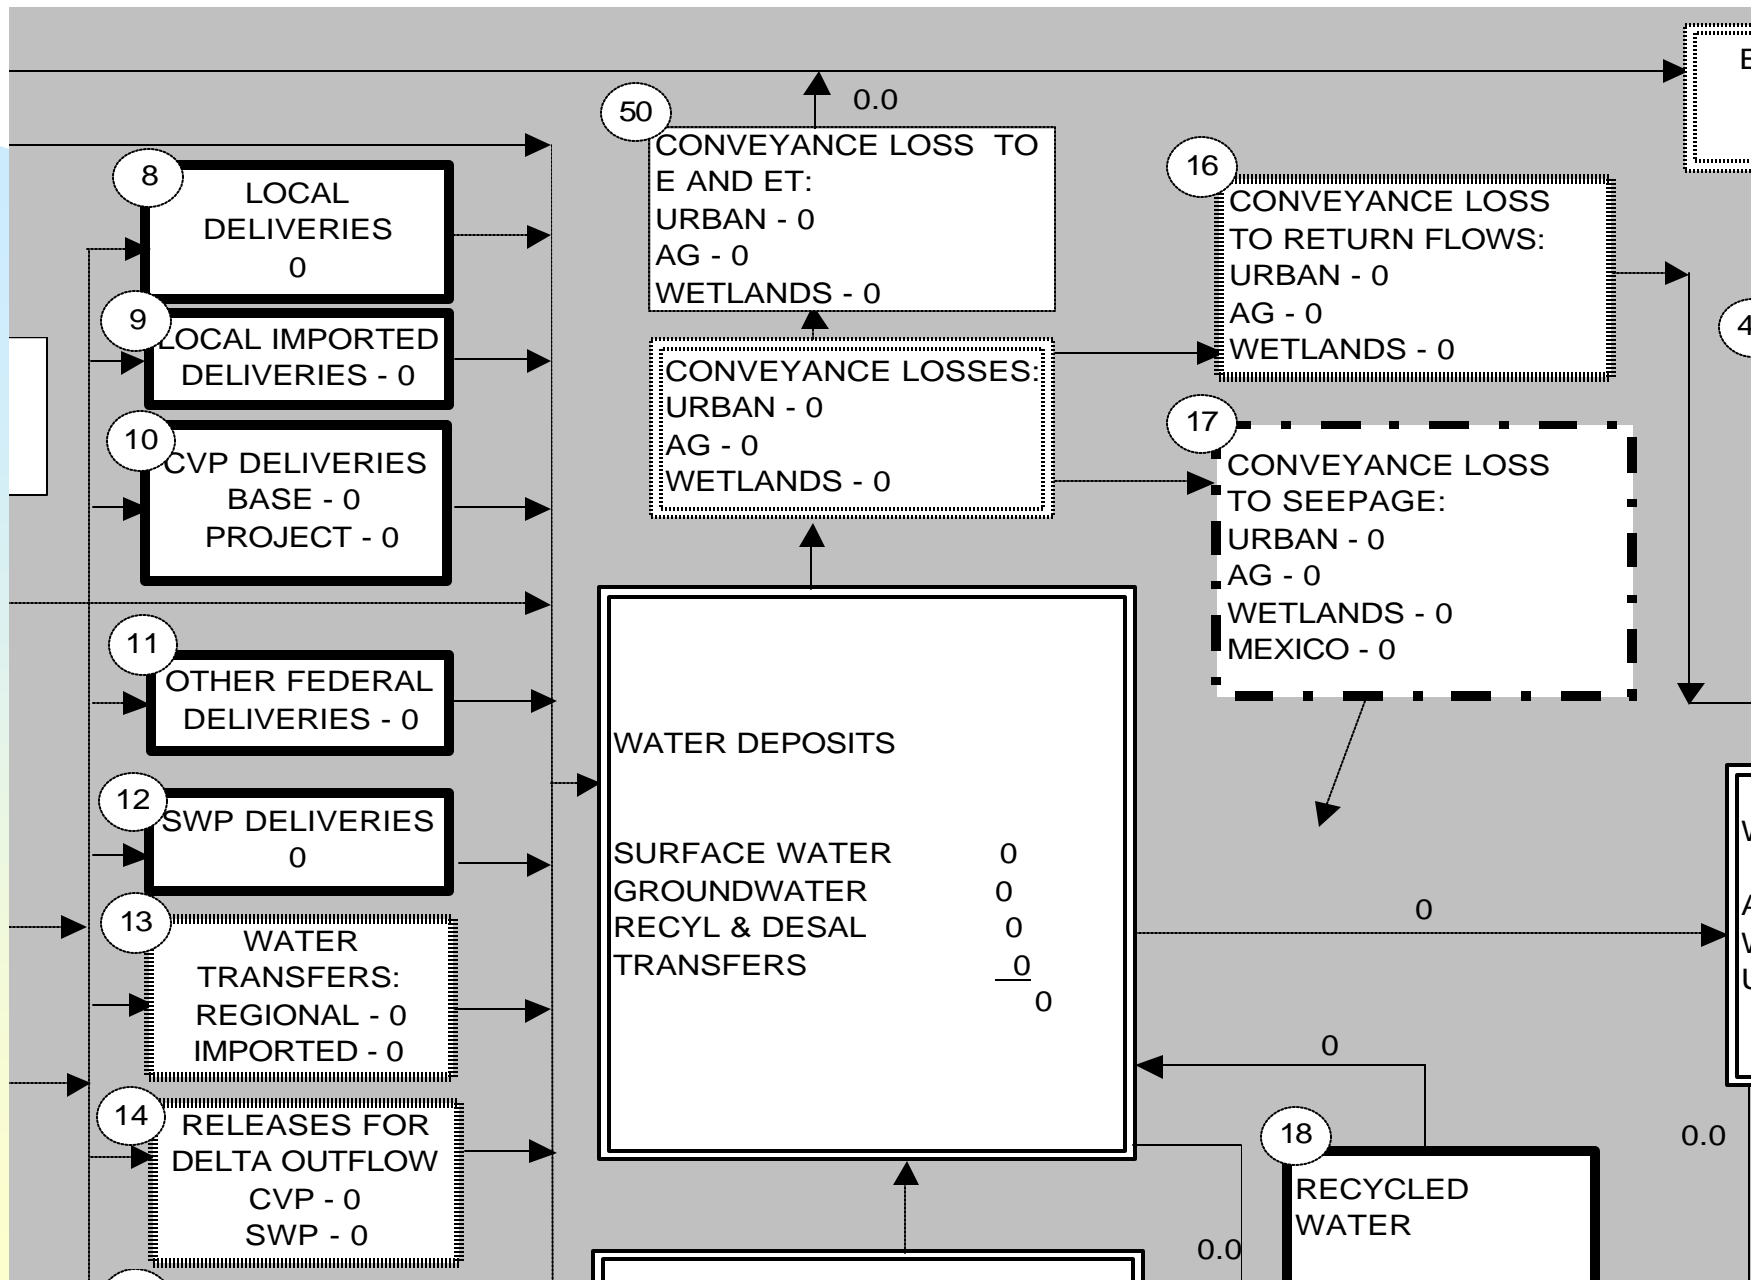 E
0.0
50
CONVEYANCE LOSS TO
E AND ET:
URBAN - 0
AG - 0
WETLANDS - 0
8
LOCAL
DELIVERIES
0
16
CONVEYANCE LOSS
TO RETURN FLOWS:
URBAN - 0
AG - 0
WETLANDS - 0
9
LOCAL IMPORTED
DELIVERIES - 0
4
CONVEYANCE LOSSES:
URBAN - 0
AG - 0
WETLANDS - 0
10
CVP DELIVERIES
BASE - 0
PROJECT - 0
17
CONVEYANCE LOSS
TO SEEPAGE:
URBAN - 0
AG - 0
WETLANDS - 0
MEXICO - 0
11
OTHER FEDERAL
DELIVERIES - 0
12
SWP DELIVERIES
0
WATER DEPOSITS
SURFACE WATER 0
GROUNDWATER 0
RECYL & DESAL 0
TRANSFERS 0
0
0
13
WATER
TRANSFERS:
REGIONAL - 0
IMPORTED - 0
0
14
RELEASES FOR
DELTA OUTFLOW
CVP - 0
SWP - 0
18
RECYCLED
WATER
0.0
0.0